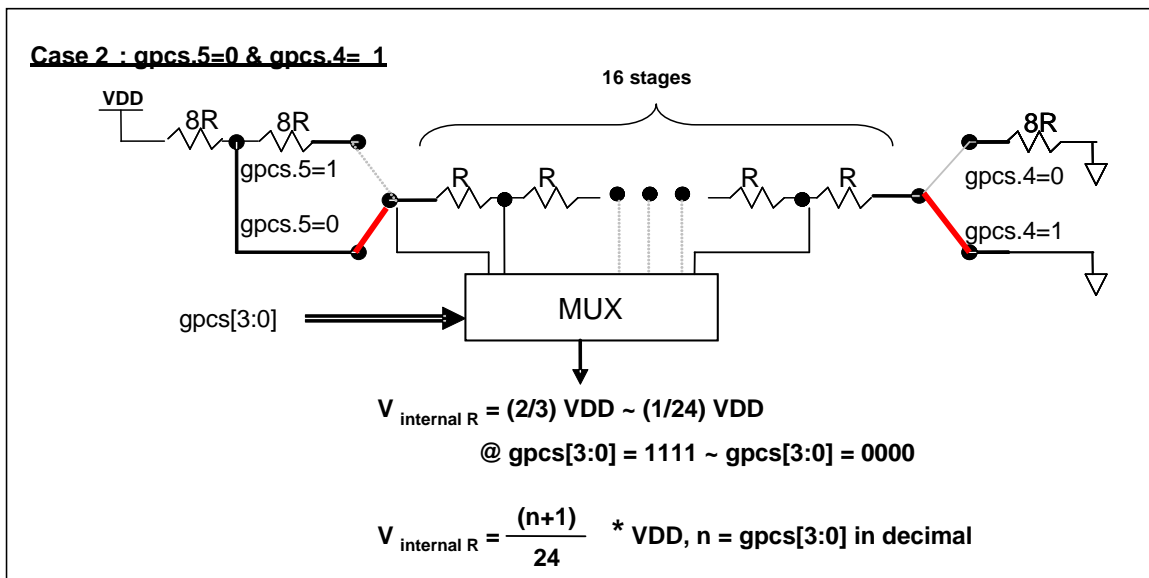 Case 2 : gpcs.5=0 & gpcs.4= 1
16 stages
VDD
8R 8R 8R
gpcs.5=1
R R R R
gpcs.4=0
gpcs.5=0
gpcs.4=1
MUX
gpcs[3:0]
V internal R = (2/3) VDD ~ (1/24) VDD
@ gpcs[3:0] = 1111 ~ gpcs[3:0] = 0000
V internal R = (n+1)/24 * VDD, n = gpcs[3:0] in decimal